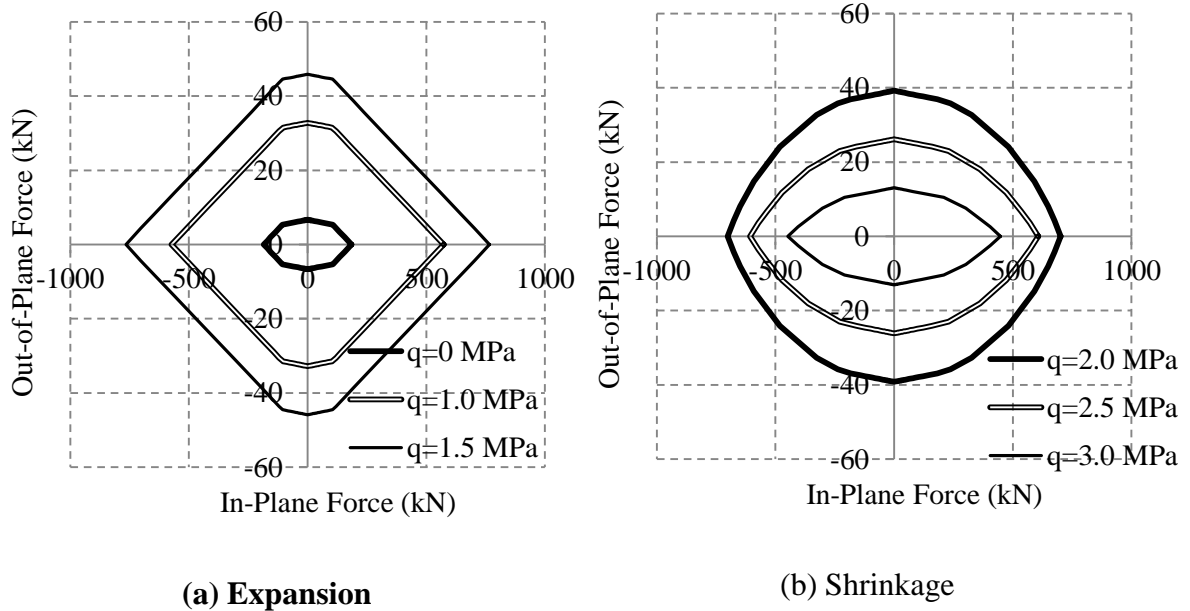 60
40
20
0
-20
-40
-60
-1000 -500 0 500 1000
Out-of-Plane Force (kN)
In-Plane Force (kN)
q=0 MPa
q=1.0 MPa
q=1.5 MPa
(a) Expansion
60
40
20
0
-20
-40
-60
-1000 -500 0 500 1000
Out-of-Plane Force (kN)
In-Plane Force (kN)
q=2.0 MPa
q=2.5 MPa
q=3.0 MPa
(b) Shrinkage